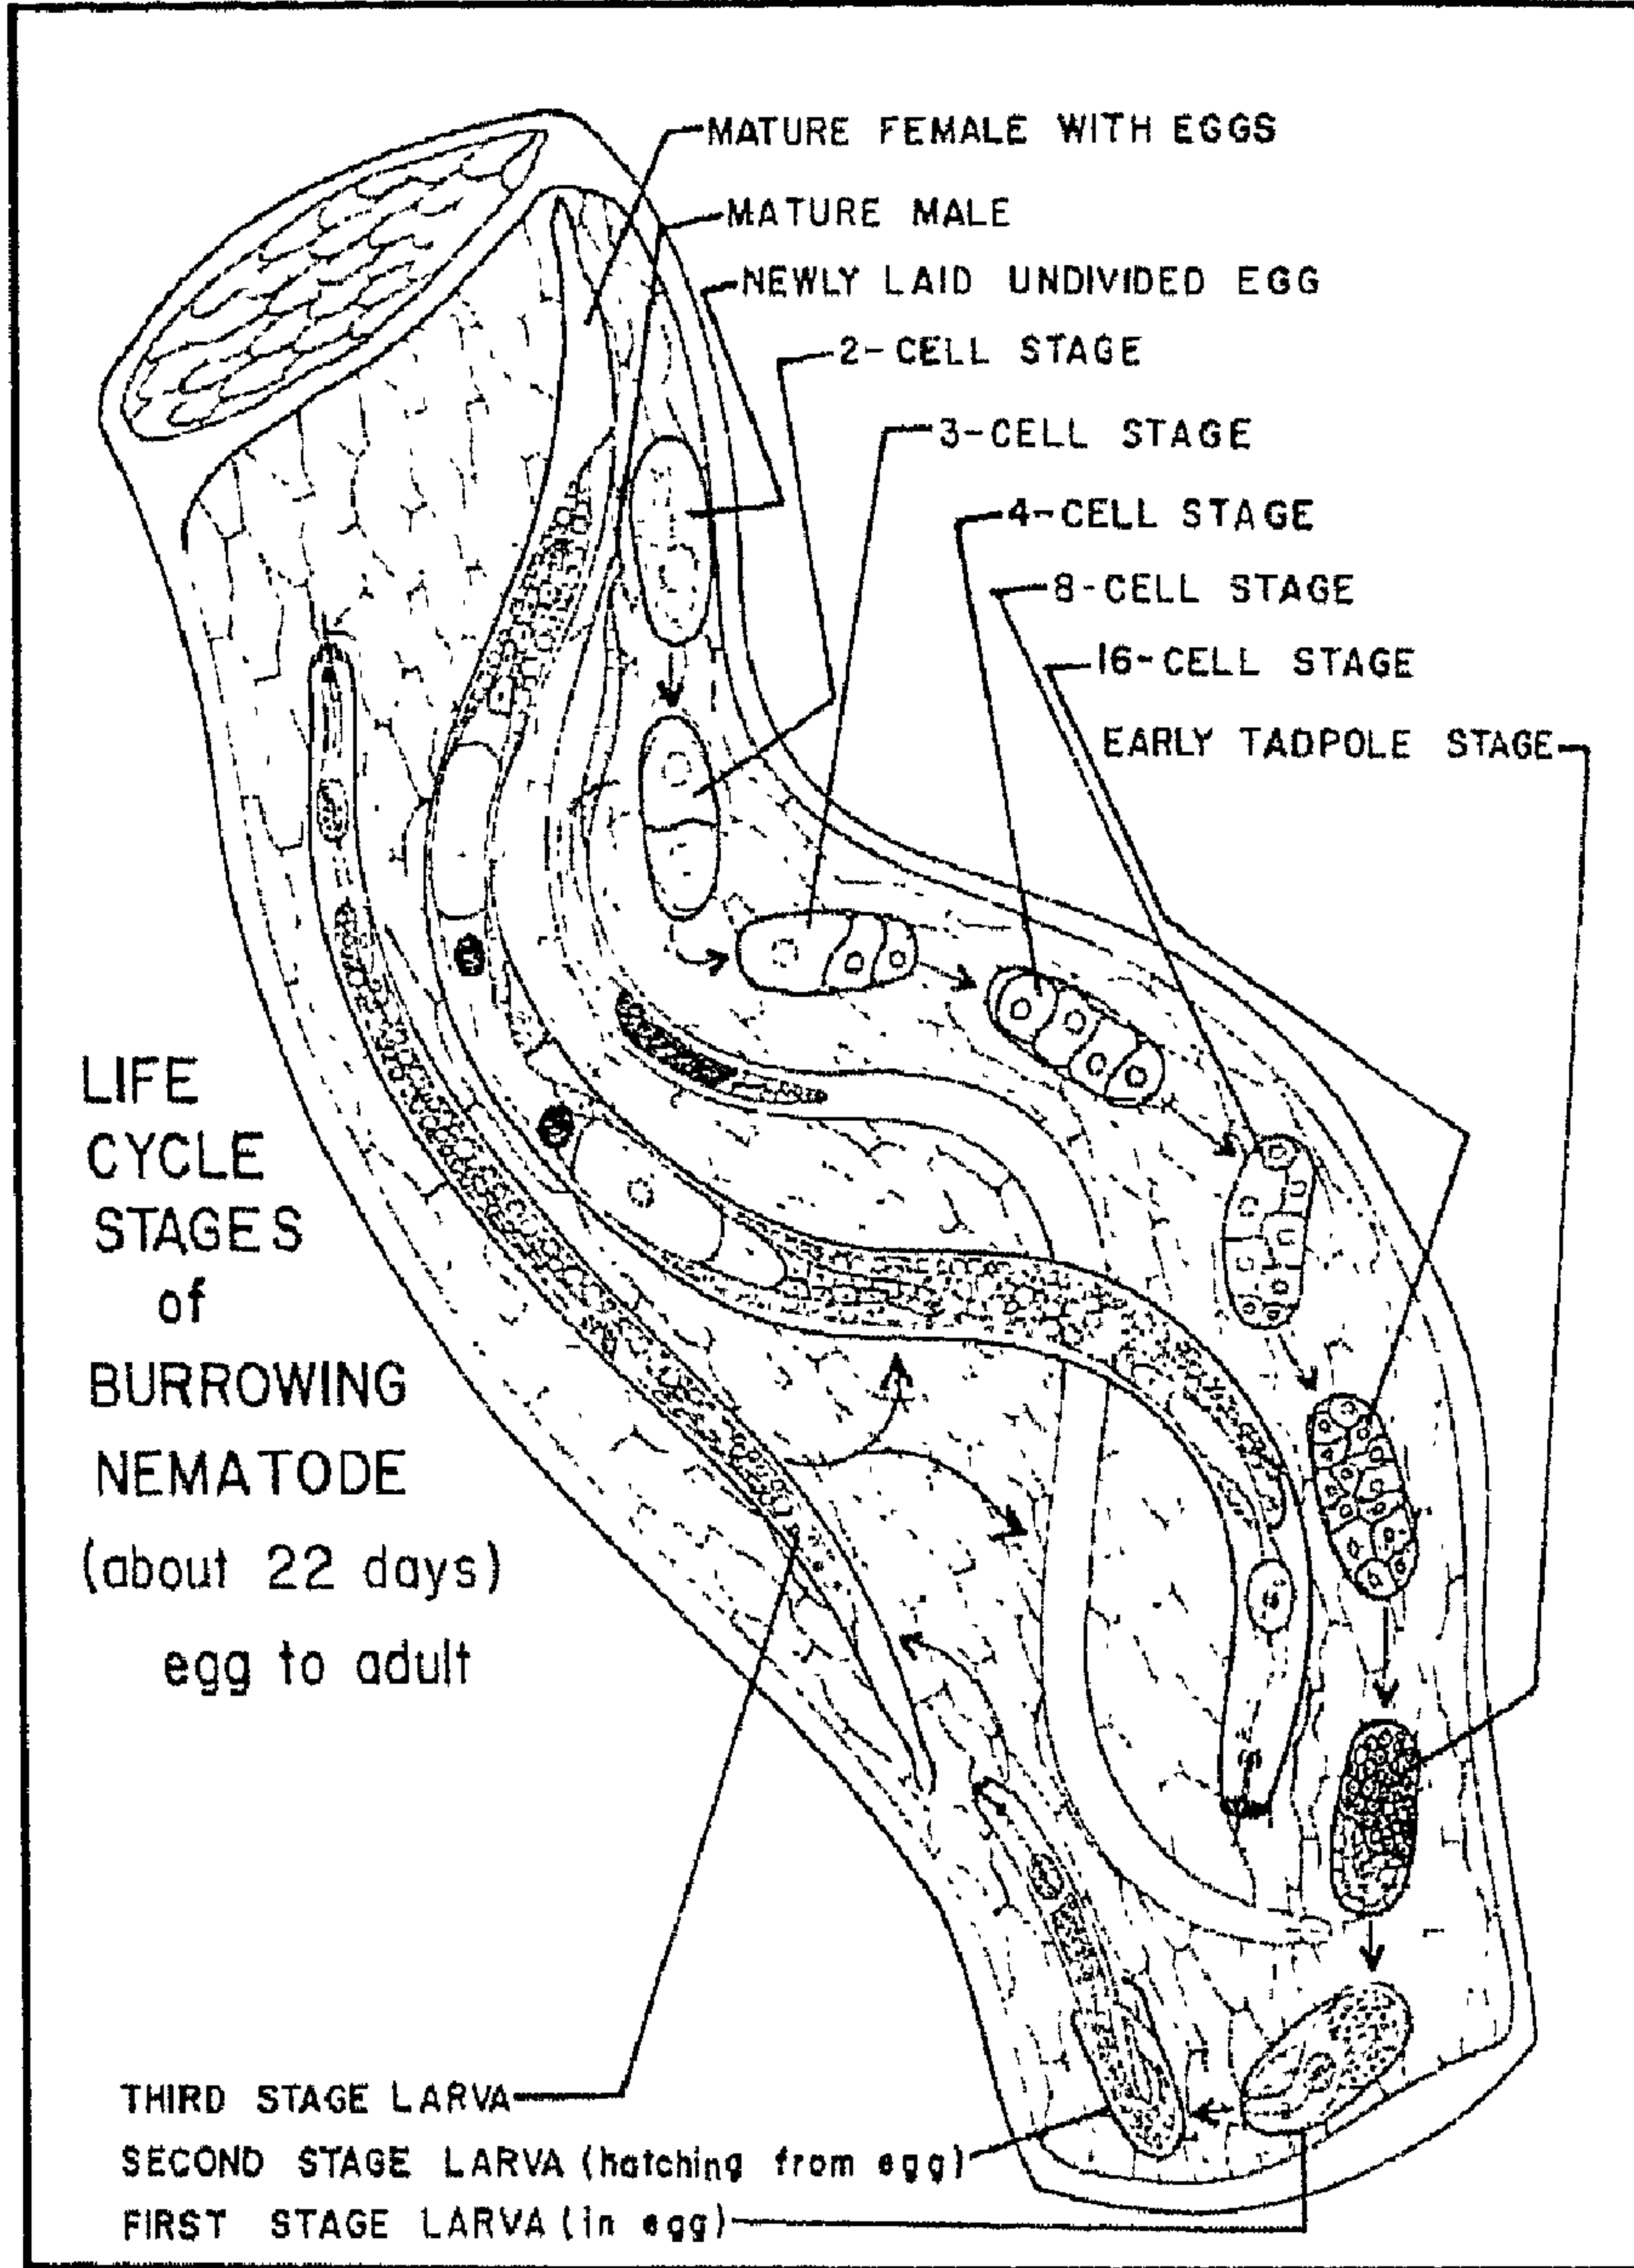 MATURE FEMALE WITH EGGS
MATURE MALE
NEWLY LAID UNDIVIDED EGG
2-CELL STAGE
3-CELL STAGE
4-CELL STAGE
8-CELL STAGE
16-CELL STAGE
EARLY TADPOLE STAGE
LIFE
CYCLE
STAGES
of
BURROWING
NEMATODE
(about 22 days)
egg to adult
THIRD STAGE LARVA
SECOND STAGE LARVA (hatching from egg)
FIRST STAGE LARVA (in egg)